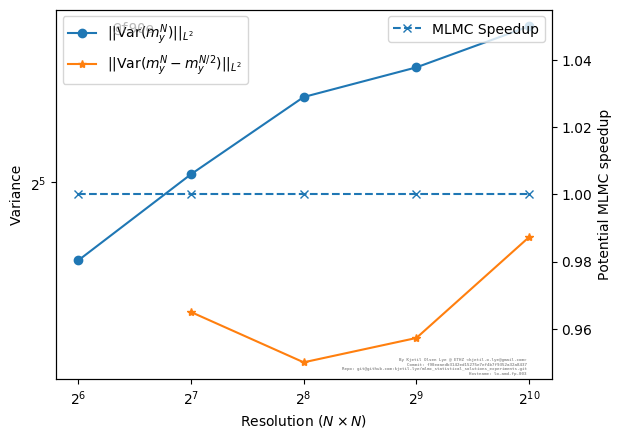 ||Var(m_y^N)||_{L^2}
||Var(m_y^N − m_y^{N/2})||_{L^2}
MLMC Speedup
Variance
2^5
1.04
1.02
1.00
0.98
0.96
Potential MLMC speedup
2^6
2^7
2^8
2^9
2^10
Resolution (N × N)